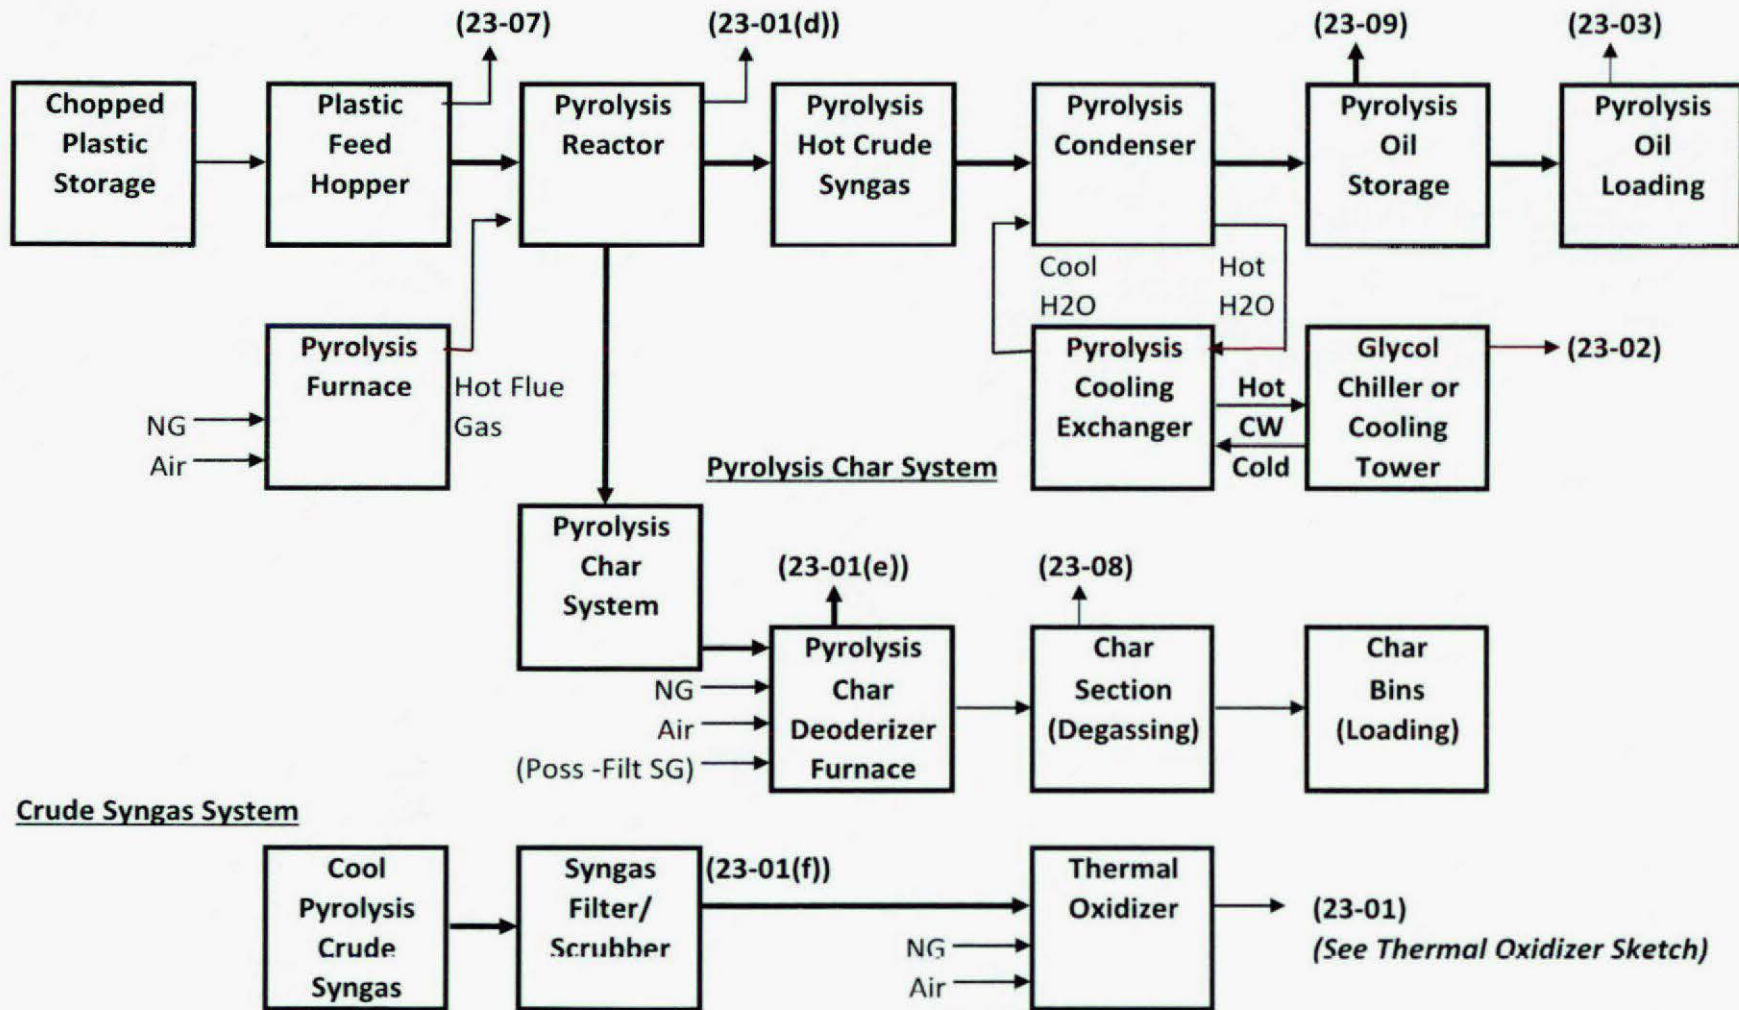 (23-07)
(23-01(d))
(23-09)
(23-03)
Chopped
Plastic
Storage
Plastic
Feed
Hopper
Pyrolysis
Reactor
Pyrolysis
Hot Crude
Syngas
Pyrolysis
Condenser
Pyrolysis
Oil
Storage
Pyrolysis
Oil
Loading
Cool
H2O
Hot
H2O
Pyrolysis
Furnace
Hot Flue
Gas
NG
Air
Pyrolysis
Cooling
Exchanger
Hot
CW
Cold
Glycol
Chiller or
Cooling
Tower
(23-02)
Pyrolysis Char System
Pyrolysis
Char
System
(23-01(e))
(23-08)
Pyrolysis
Char
Deoderizer
Furnace
NG
Air
(Poss -Filt SG)
Char
Section
(Degassing)
Char
Bins
(Loading)
Crude Syngas System
Cool
Pyrolysis
Crude
Syngas
Syngas
Filter/
Scrubber
(23-01(f))
NG
Air
Thermal
Oxidizer
(23-01)
(See Thermal Oxidizer Sketch)